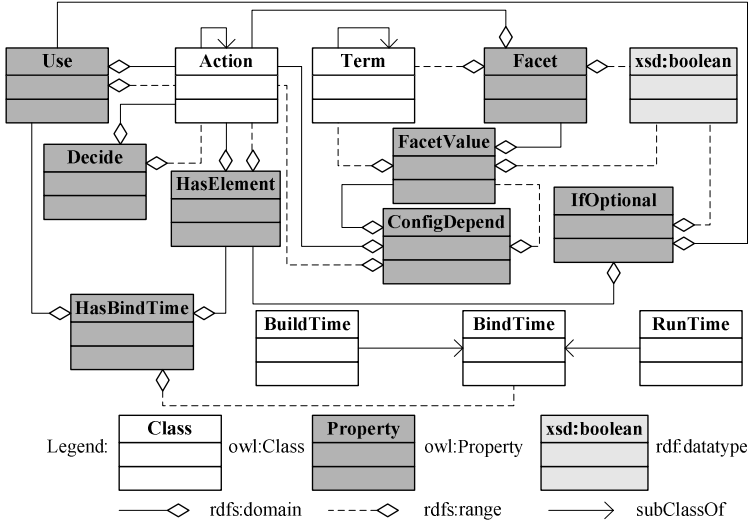 Use
Action
Term
Facet
xsd:boolean
Decide
HasElement
FacetValue
ConfigDepend
IfOptional
HasBindTime
BuildTime
BindTime
RunTime
Legend:
Class
owl:Class
Property
owl:Property
xsd:boolean
rdf:datatype
rdfs:domain
rdfs:range
subClassOf